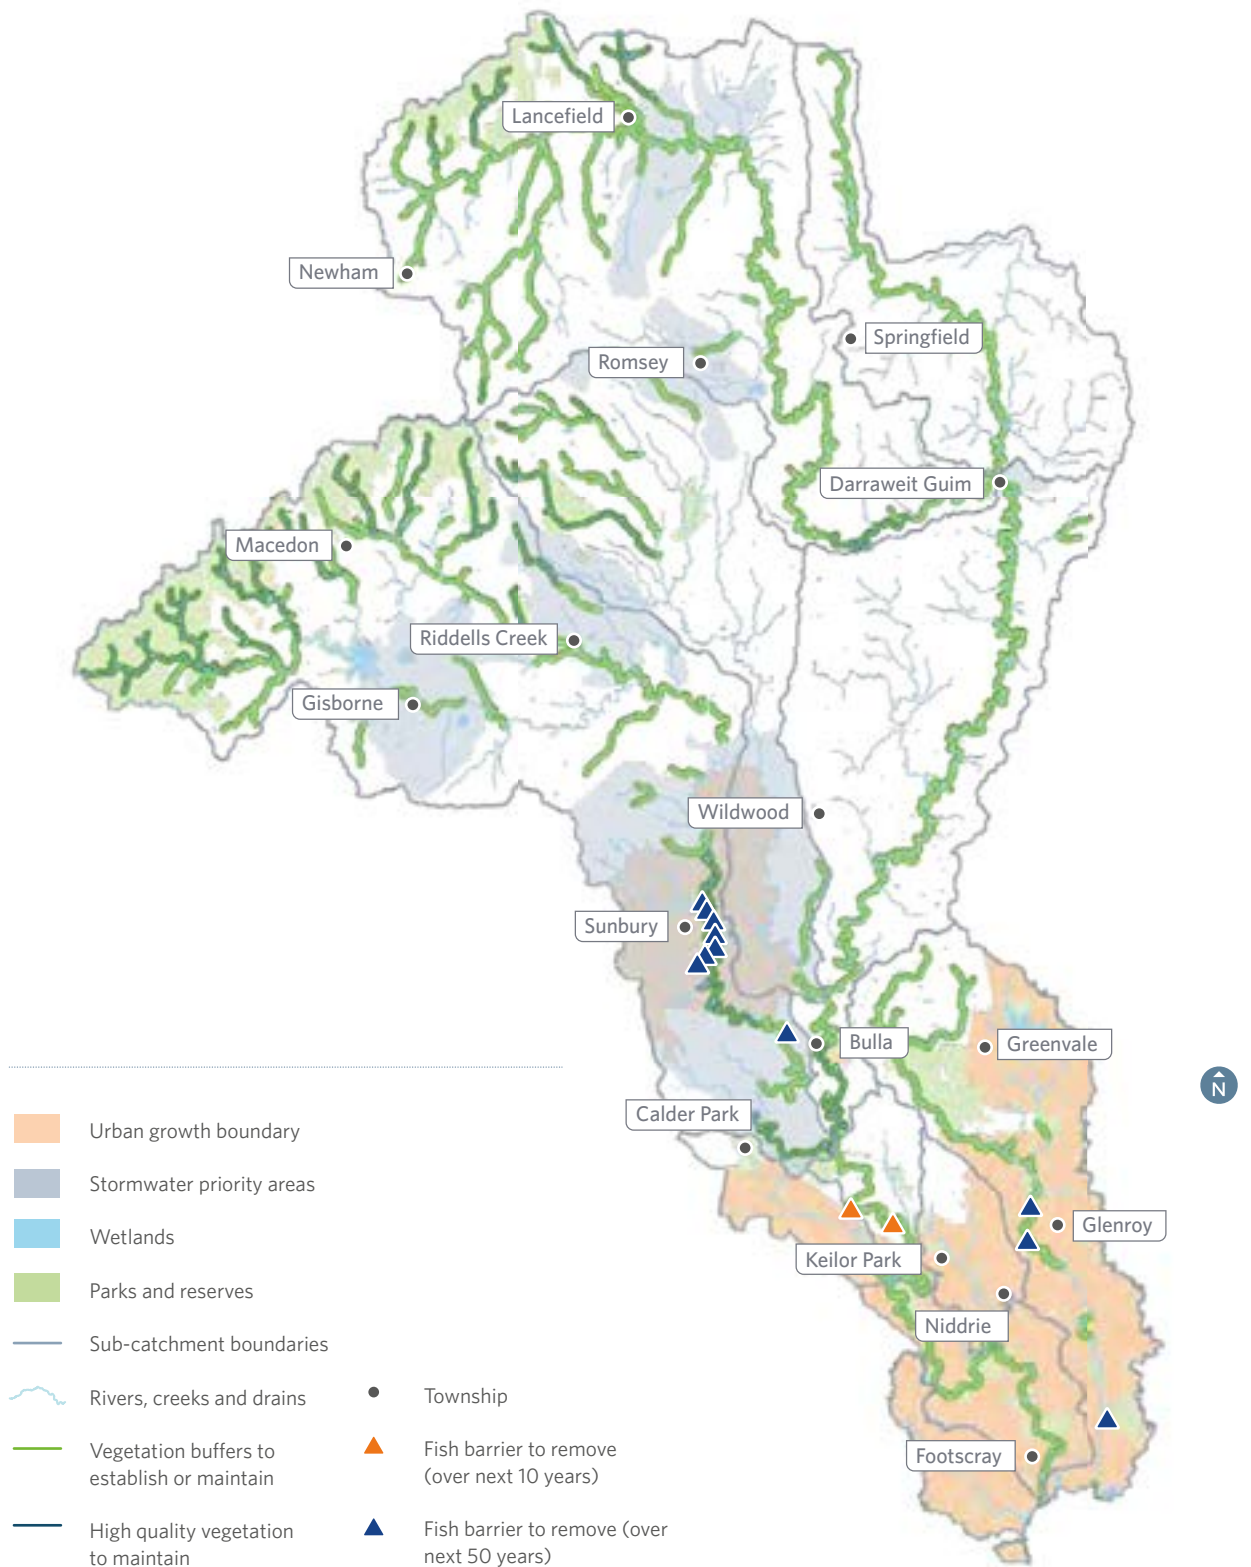 Lancefield
Newham
Springfield
Romsey
Darraweit Guim
Macedon
Riddells Creek
Gisborne
Wildwood
Sunbury
Bulla
Greenvale
Calder Park
Glenroy
Keilor Park
Niddrie
Footscray
N
Urban growth boundary
Stormwater priority areas
Wetlands
Parks and reserves
Sub-catchment boundaries
Rivers, creeks and drains
Vegetation buffers to
establish or maintain
High quality vegetation
to maintain
Township
Fish barrier to remove
(over next 10 years)
Fish barrier to remove (over
next 50 years)